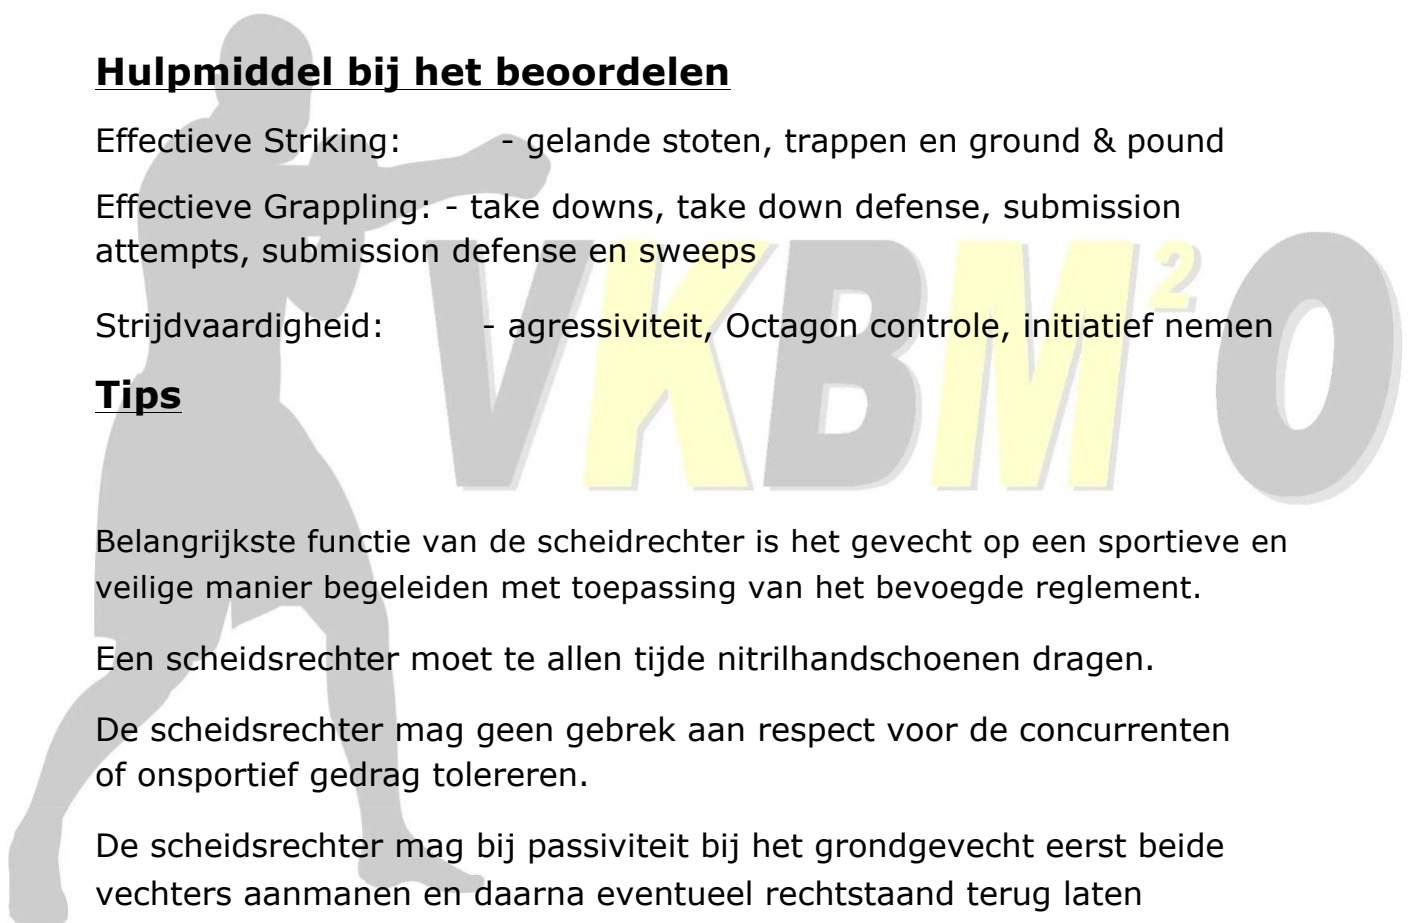 Hulpmiddel bij het beoordelen
Effectieve Striking: - gelande stoten, trappen en ground & pound
Effectieve Grappling: - take downs, take down defense, submission
attempts, submission defense en sweeps
Strijdvaardigheid: - agressiviteit, Octagon controle, initiatief nemen
Tips
VKBM²O
Belangrijkste functie van de scheidrechter is het gevecht op een sportieve en
veilige manier begeleiden met toepassing van het bevoegde reglement.
Een scheidsrechter moet te allen tijde nitrilhandschoenen dragen.
De scheidsrechter mag geen gebrek aan respect voor de concurrenten
of onsportief gedrag tolereren.
De scheidsrechter mag bij passiviteit bij het grondgevecht eerst beide
vechters aanmanen en daarna eventueel rechtstaand terug laten